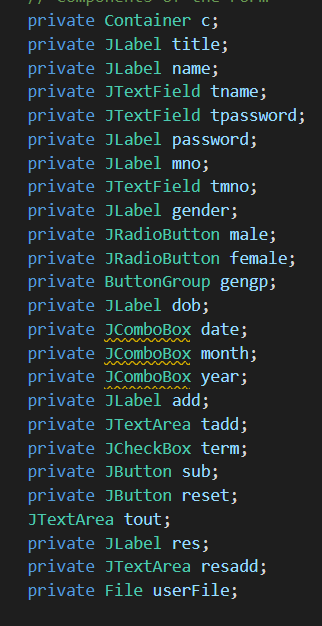 // Components of the Form
private Container c;
private JLabel title;
private JLabel name;
private JTextField tname;
private JTextField tpassword;
private JLabel password;
private JLabel mno;
private JTextField tmno;
private JLabel gender;
private JRadioButton male;
private JRadioButton female;
private ButtonGroup gengp;
private JLabel dob;
private JComboBox date;
private JComboBox month;
private JComboBox year;
private JLabel add;
private JTextArea tadd;
private JCheckBox term;
private JButton sub;
private JButton reset;
JTextArea tout;
private JLabel res;
private JTextArea resadd;
private File userFile;